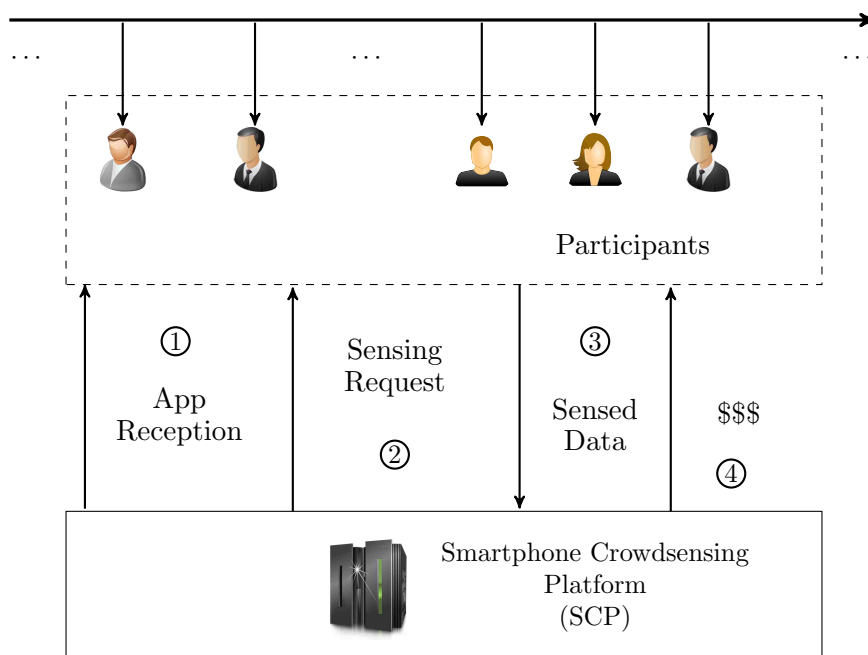 ... ... ...
Participants
①
App
Reception
Sensing
Request
②
③
Sensed
Data
$$$
④
Smartphone Crowdsensing
Platform
(SCP)